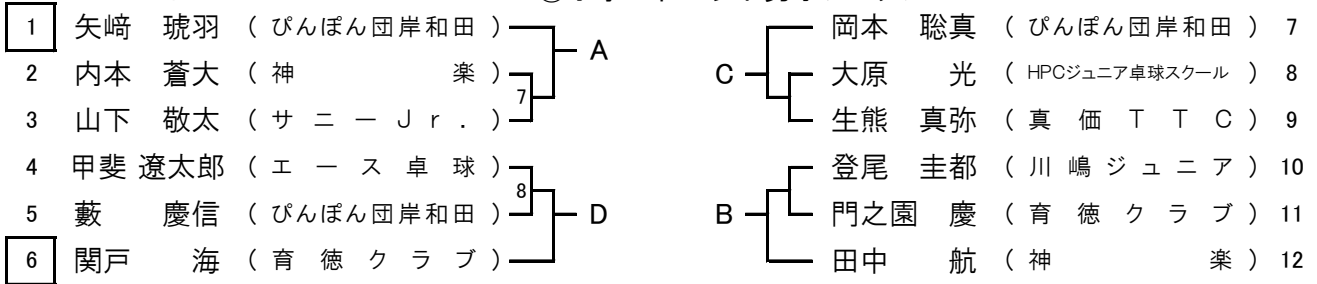 1 矢﨑 琥羽 ( ぴんぽん団岸和田 )
2 内本 蒼大 ( 神 楽 )
3 山下 敬太 ( サ ニ ー J r . )
7
A
4 甲斐 遼太郎 ( エ ー ス 卓 球 )
5 藪 慶信 ( ぴんぽん団岸和田 )
6 関戸 海 ( 育 徳 ク ラ ブ )
8
D
C
岡本 聡真 ( ぴんぽん団岸和田 ) 7
大原 光 ( HPCジュニア卓球スクール ) 8
生熊 真弥 ( 真 価 T T C ) 9
B
登尾 圭都 ( 川 嶋 ジ ュ ニ ア ) 10
門之園 慶 ( 育 徳 ク ラ ブ ) 11
田中 航 ( 神 楽 ) 12